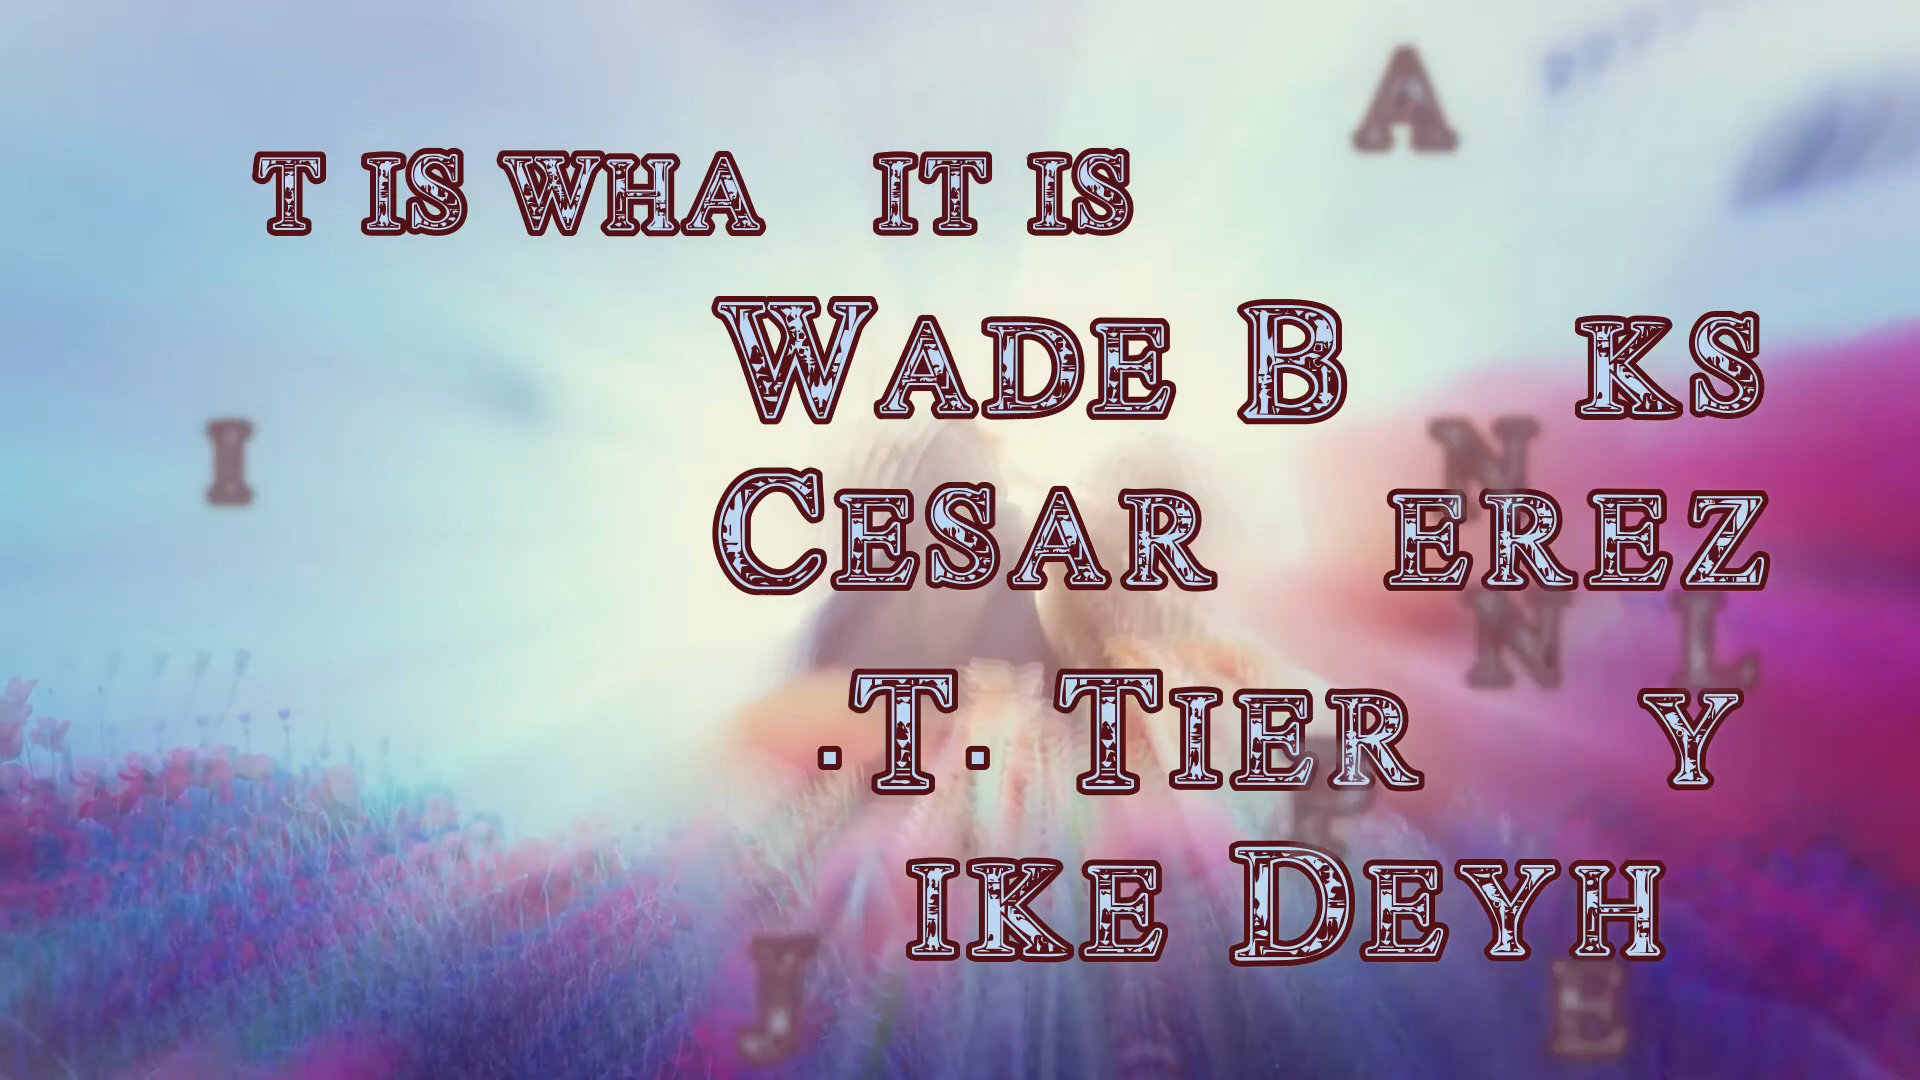 T IS WHA IT IS
WADE B KS
CESAR EREZ
.T. TIER Y
IKE DEYH